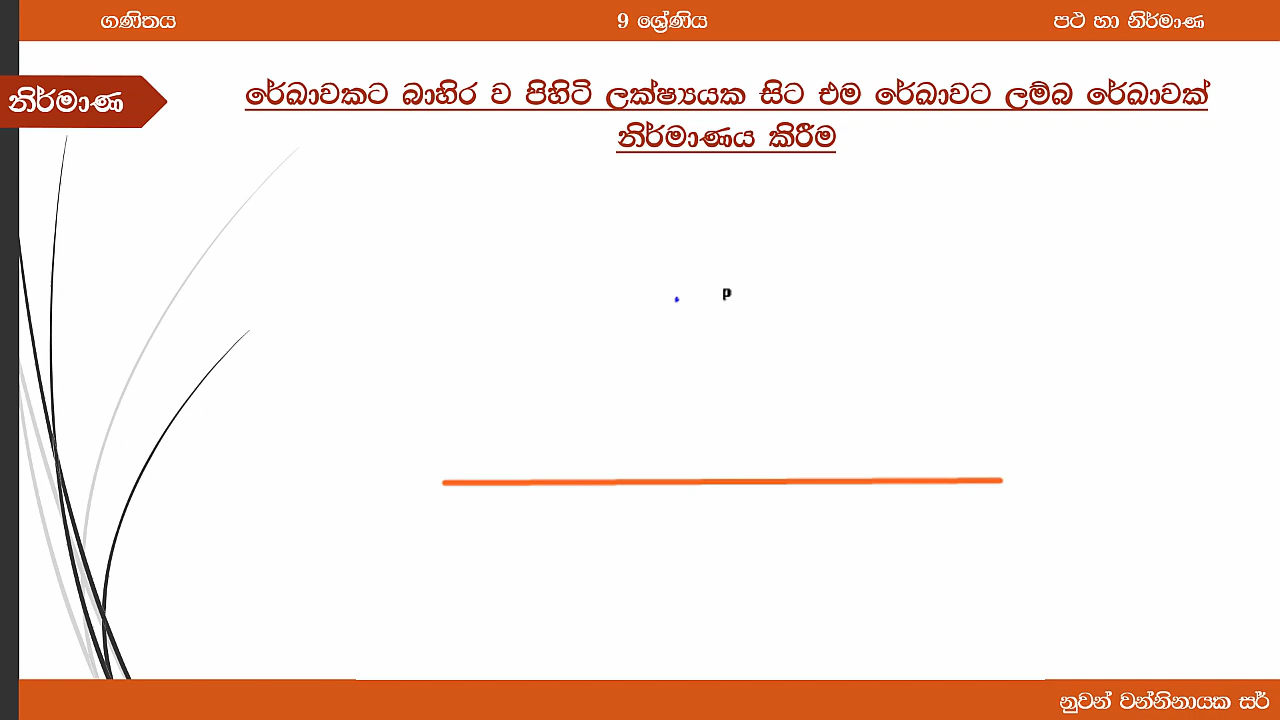 ගණිතය
9 ශ්‍රේණිය
පථ හා නිර්මාණ
නිර්මාණ
රේඛාවකට බාහිර ව පිහිටි ලක්ෂ්‍යයක සිට එම රේඛාවට ලම්බ රේඛාවක්
නිර්මාණය කිරීම
P
නුවන් වන්නිනායක සර්